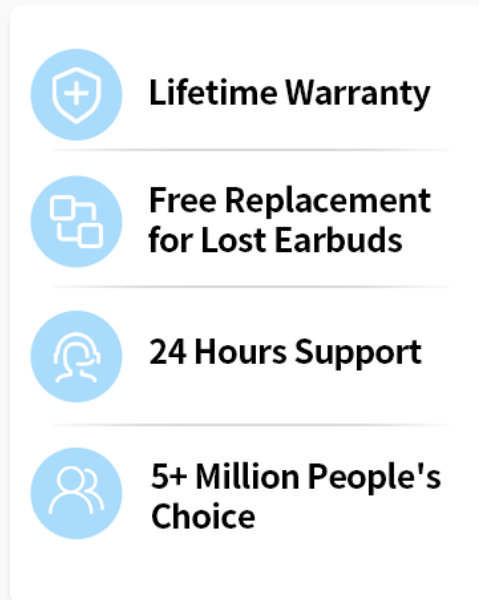 Lifetime Warranty
Free Replacement
for Lost Earbuds
24 Hours Support
5+ Million People's
Choice